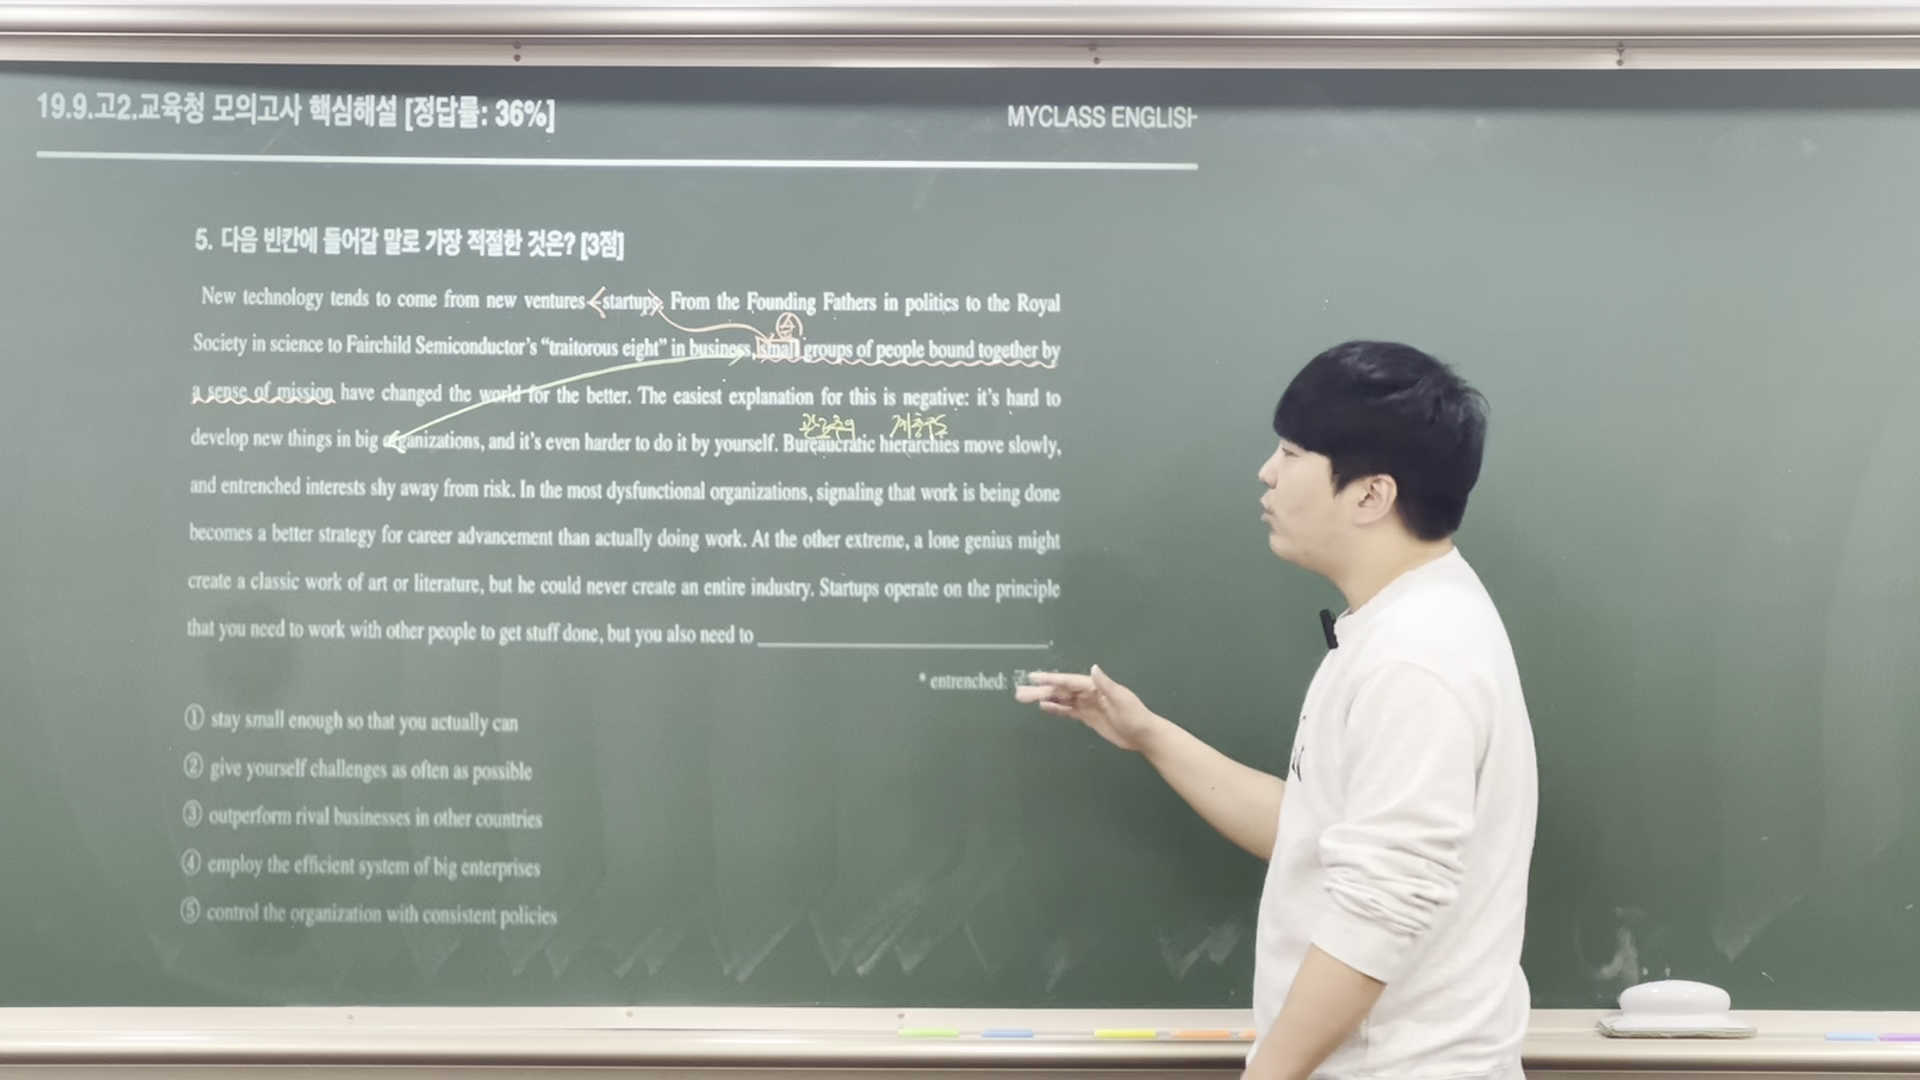 19.9.고2.교육청 모의고사 핵심해설 [정답률: 36%]
MYCLASS ENGLISH
5. 다음 빈칸에 들어갈 말로 가장 적절한 것은? [3점]
New technology tends to come from new ventures<startups>. From the Founding Fathers in politics to the Royal
Society in science to Fairchild Semiconductor's “traitorous eight” in business, small groups of people bound together by
a sense of mission have changed the world for the better. The easiest explanation for this is negative: it's hard to
관료주의 계층구조
develop new things in big organizations, and it's even harder to do it by yourself. Bureaucratic hierarchies move slowly,
and entrenched interests shy away from risk. In the most dysfunctional organizations, signaling that work is being done
becomes a better strategy for career advancement than actually doing work. At the other extreme, a lone genius might
create a classic work of art or literature, but he could never create an entire industry. Startups operate on the principle
that you need to work with other people to get stuff done, but you also need to ____________________.
* entrenched:
① stay small enough so that you actually can
② give yourself challenges as often as possible
③ outperform rival businesses in other countries
④ employ the efficient system of big enterprises
⑤ control the organization with consistent policies